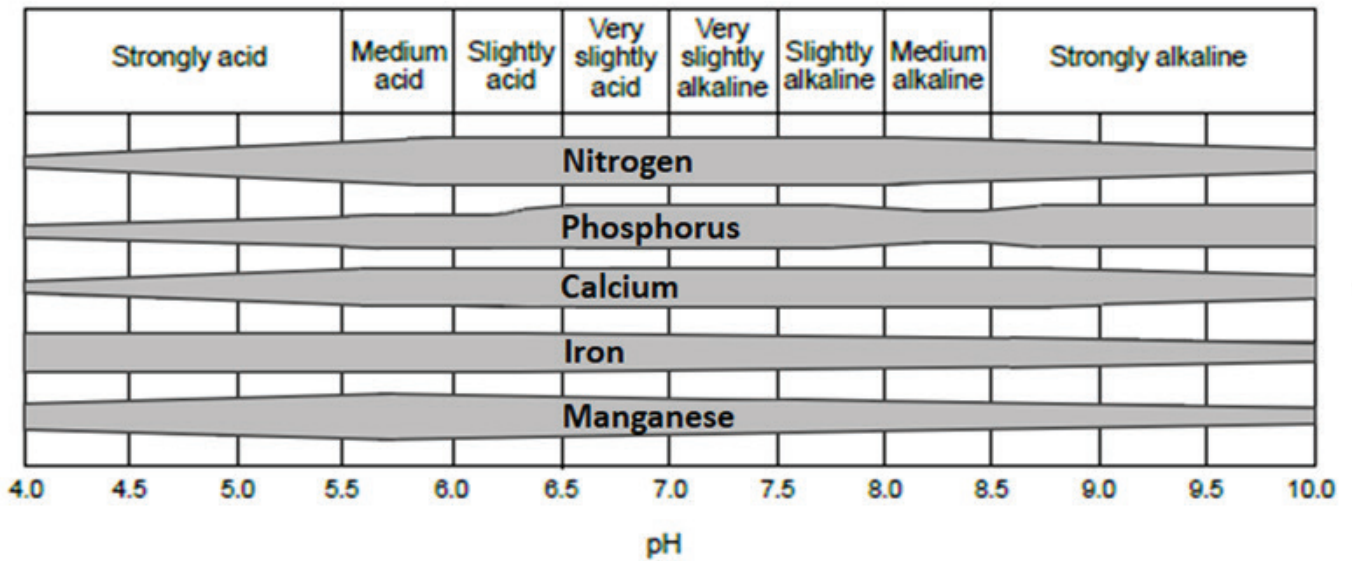 Strongly acid
Medium
acid
Slightly
acid
Very
slightly
acid
Very
slightly
alkaline
Slightly
alkaline
Medium
alkaline
Strongly alkaline
Nitrogen
Phosphorus
Calcium
Iron
Manganese
4.0 4.5 5.0 5.5 6.0 6.5 7.0 7.5 8.0 8.5 9.0 9.5 10.0
pH